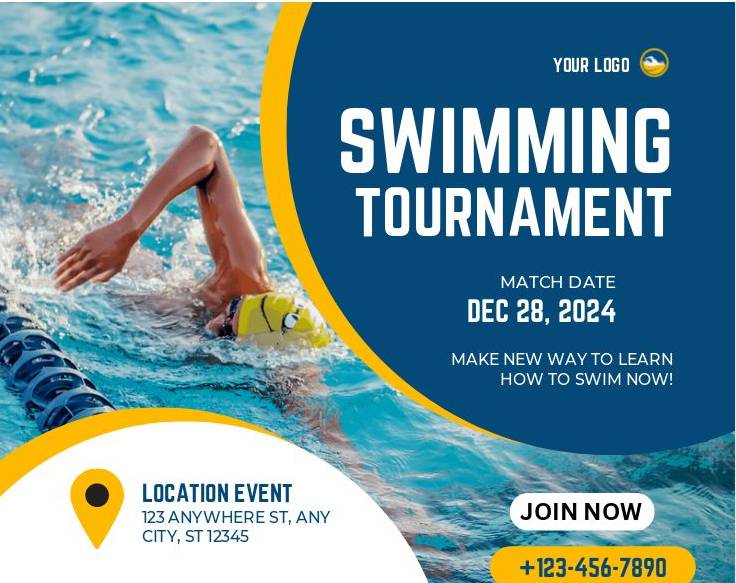 YOUR LOGO
SWIMMING
TOURNAMENT
MATCH DATE
DEC 28, 2024
MAKE NEW WAY TO LEARN
HOW TO SWIM NOW!
LOCATION EVENT
123 ANYWHERE ST, ANY
CITY, ST 12345
JOIN NOW
+123-456-7890